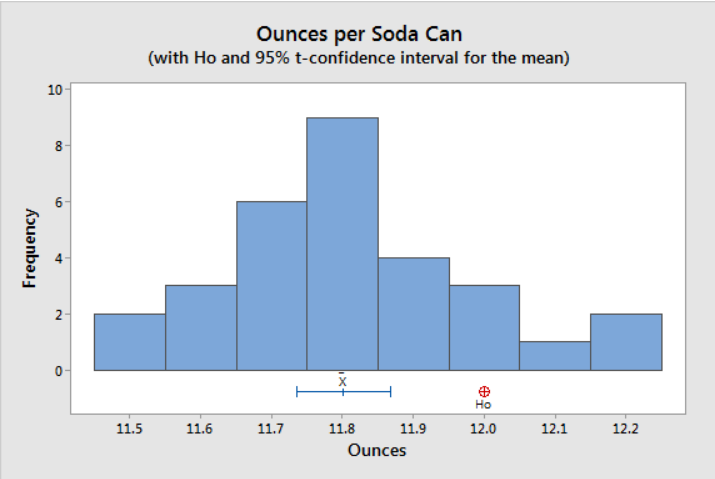 Ounces per Soda Can
(with Ho and 95% t-confidence interval for the mean)
10
8
6
4
2
0
Frequency
X̄
Ho
11.5 11.6 11.7 11.8 11.9 12.0 12.1 12.2
Ounces